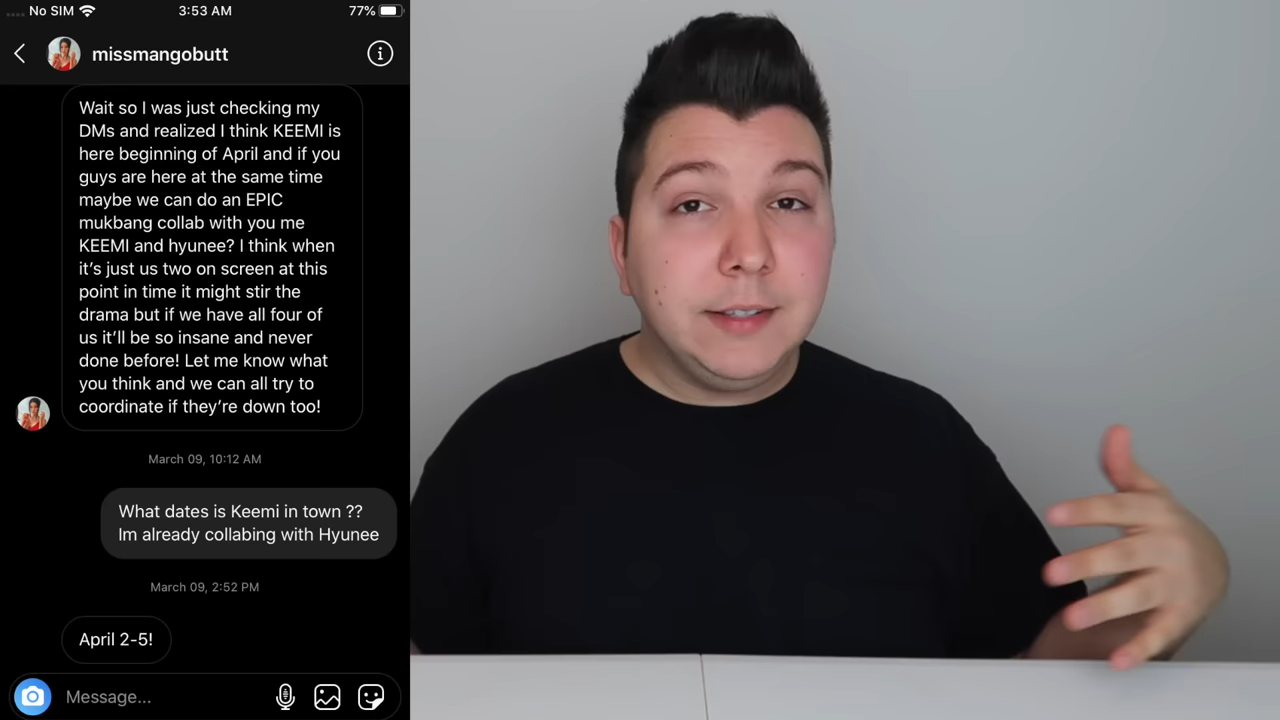 No SIM 3:53 AM 77%
missmangobutt
Wait so I was just checking my
DMs and realized I think KEEMI is
here beginning of April and if you
guys are here at the same time
maybe we can do an EPIC
mukbang collab with you me
KEEMI and hyunee? I think when
it's just us two on screen at this
point in time it might stir the
drama but if we have all four of
us it'll be so insane and never
done before! Let me know what
you think and we can all try to
coordinate if they're down too!
March 09, 10:12 AM
What dates is Keemi in town ??
Im already collabing with Hyunee
March 09, 2:52 PM
April 2-5!
Message...